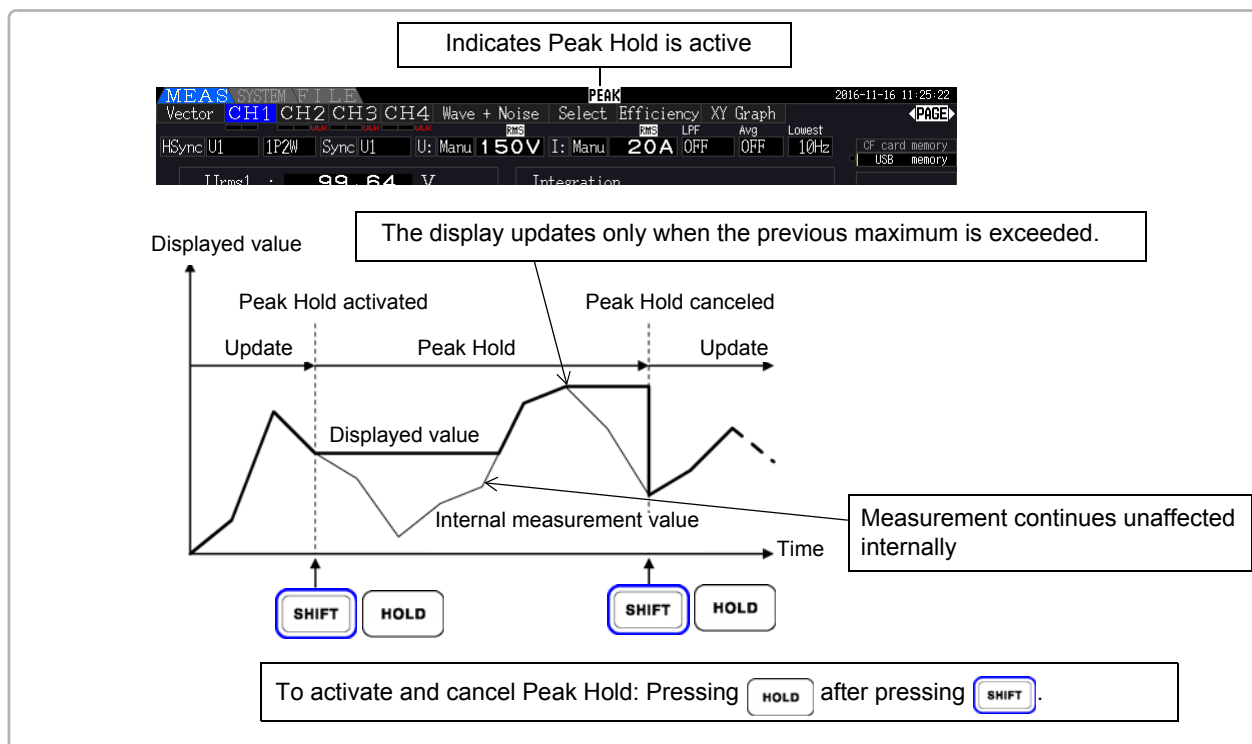 Indicates Peak Hold is active
MEAS SYSTEM FILE PEAK 2016-11-16 11:25:22
Vector CH1 CH2 CH3 CH4 Wave + Noise Select Efficiency XY Graph PAGE
RMS RMS LPF Avg Lowest
HSync U1 1P2W Sync U1 U: Manu 150V I: Manu 20A OFF OFF 10Hz CF card memory
USB memory
Urms1 : 99.64 V Integration
The display updates only when the previous maximum is exceeded.
Displayed value
Peak Hold activated Peak Hold canceled
Update Peak Hold Update
Displayed value
Internal measurement value
Measurement continues unaffected
internally
Time
SHIFT HOLD SHIFT HOLD
To activate and cancel Peak Hold: Pressing HOLD after pressing SHIFT.